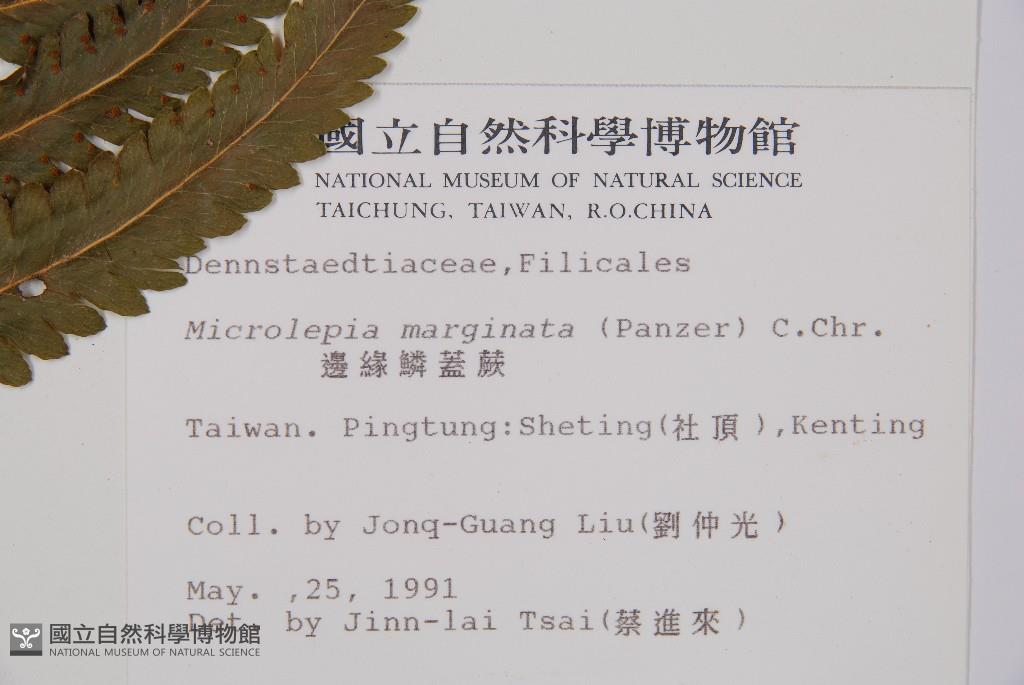 國立自然科學博物館
NATIONAL MUSEUM OF NATURAL SCIENCE
TAICHUNG, TAIWAN, R.O.CHINA
Dennstaedtiaceae,Filicales
Microlepia marginata (Panzer) C.Chr.
邊緣鱗蓋蕨
Taiwan. Pingtung:Sheting(社頂),Kenting
Coll. by Jonq-Guang Liu(劉仲光)
May. ,25, 1991
Det. by Jinn-lai Tsai(蔡進來)
國立自然科學博物館
NATIONAL MUSEUM OF NATURAL SCIENCE